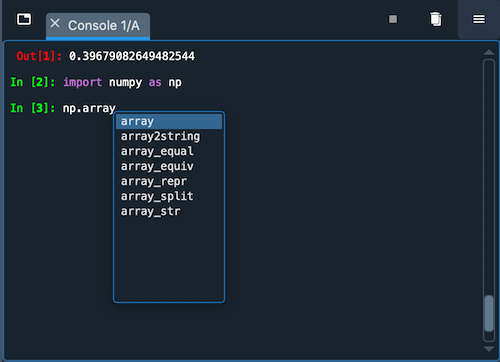 Console 1/A
Out[1]: 0.39679082649482544
In [2]: import numpy as np
In [3]: np.array
array
array2string
array_equal
array_equiv
array_repr
array_split
array_str